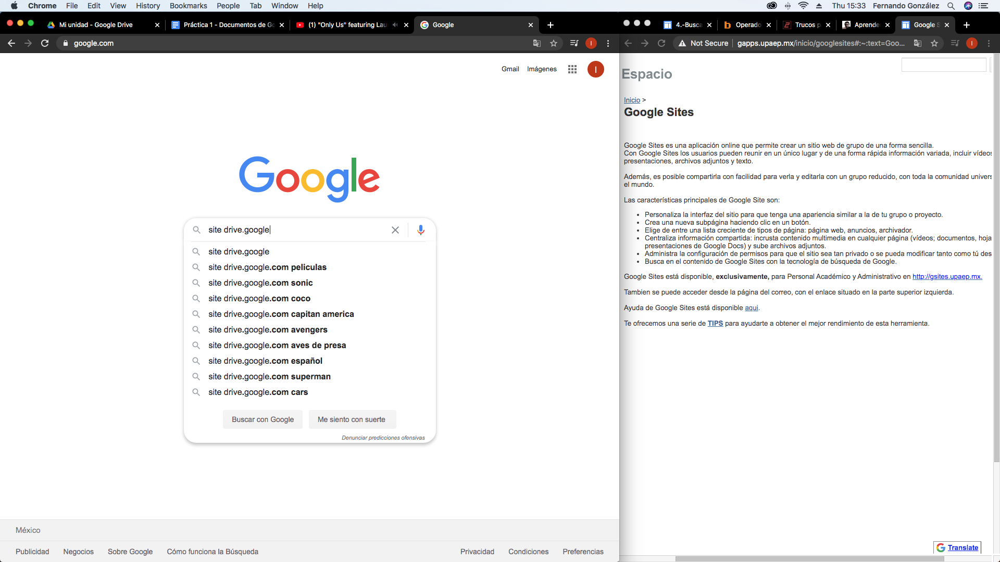 Chrome File Edit View History Bookmarks People Tab Window Help
Thu 15:33 Fernando González
Mi unidad - Google Drive
Práctica 1 - Documentos de Go
(1) "Only Us" featuring Lau
Google
google.com
Gmail Imágenes
I
Google
site drive.google
site drive.google
site drive.google.com peliculas
site drive.google.com sonic
site drive.google.com coco
site drive.google.com capitan america
site drive.google.com avengers
site drive.google.com aves de presa
site drive.google.com español
site drive.google.com superman
site drive.google.com cars
Buscar con Google Me siento con suerte
Denunciar predicciones ofensivas
México
Publicidad Negocios Sobre Google Cómo funciona la Búsqueda
Privacidad Condiciones Preferencias
4.-Busca Operado Trucos p Aprende Google S
Not Secure gapps.upaep.mx/inicio/googlesites#:~:text=Goo...
Espacio
Inicio >
Google Sites
Google Sites es una aplicación online que permite crear un sitio web de grupo de una forma sencilla.
Con Google Sites los usuarios pueden reunir en un único lugar y de una forma rápida información variada, incluir vídeos
presentaciones, archivos adjuntos y texto.
Además, es posible compartirla con facilidad para verla y editarla con un grupo reducido, con toda la comunidad univers
el mundo.
Las características principales de Google Site son:
• Personaliza la interfaz del sitio para que tenga una apariencia similar a la de tu grupo o proyecto.
• Crea una nueva subpágina haciendo clic en un botón.
• Elige de entre una lista creciente de tipos de página: página web, anuncios, archivador.
• Centraliza información compartida: incrusta contenido multimedia en cualquier página (vídeos; documentos, hoja
presentaciones de Google Docs) y sube archivos adjuntos.
• Administra la configuración de permisos para que el sitio sea tan privado o se pueda modificar tanto como tú des
• Busca en el contenido de Google Sites con la tecnología de búsqueda de Google.
Google Sites está disponible, exclusivamente, para Personal Académico y Administrativo en http://gsites.upaep.mx.
Tambien se puede acceder desde la página del correo, con el enlace situado en la parte superior izquierda.
Ayuda de Google Sites está disponible aqui.
Te ofrecemos una serie de TIPS para ayudarte a obtener el mejor rendimiento de esta herramienta.
Translate